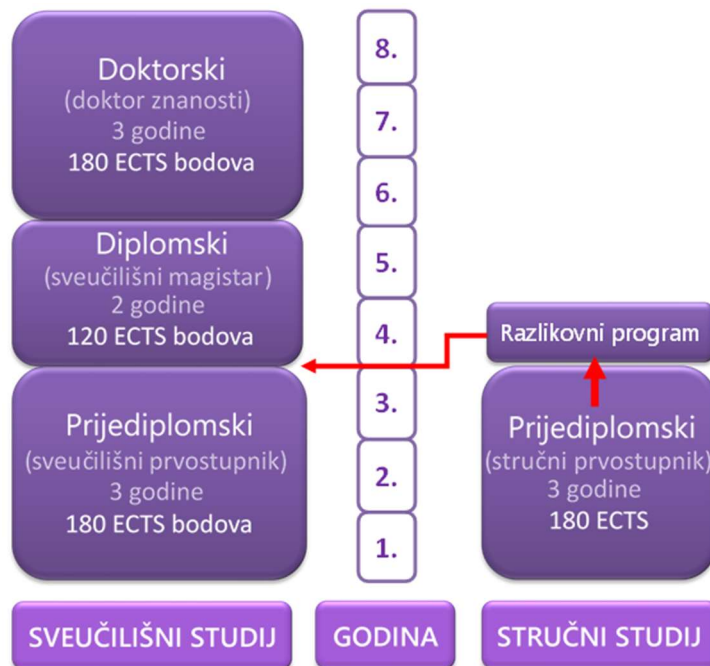 Doktorski
(doktor znanosti)
3 godine
180 ECTS bodova
Diplomski
(sveučilišni magistar)
2 godine
120 ECTS bodova
Prijediplomski
(sveučilišni prvostupnik)
3 godine
180 ECTS bodova
SVEUČILIŠNI STUDIJ
8.
7.
6.
5.
4.
3.
2.
1.
GODINA
Razlikovni program
Prijediplomski
(stručni prvostupnik)
3 godine
180 ECTS
STRUČNI STUDIJ